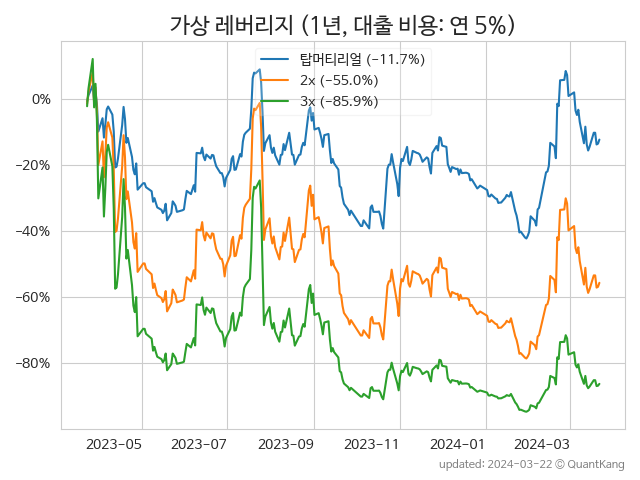 가상 레버리지 (1년, 대출 비용: 연 5%)
탑머티리얼 (−11.7%)
2x (−55.0%)
3x (−85.9%)
0%
−20%
−40%
−60%
−80%
2023−05 2023−07 2023−09 2023−11 2024−01 2024−03
updated: 2024−03−22 © QuantKang